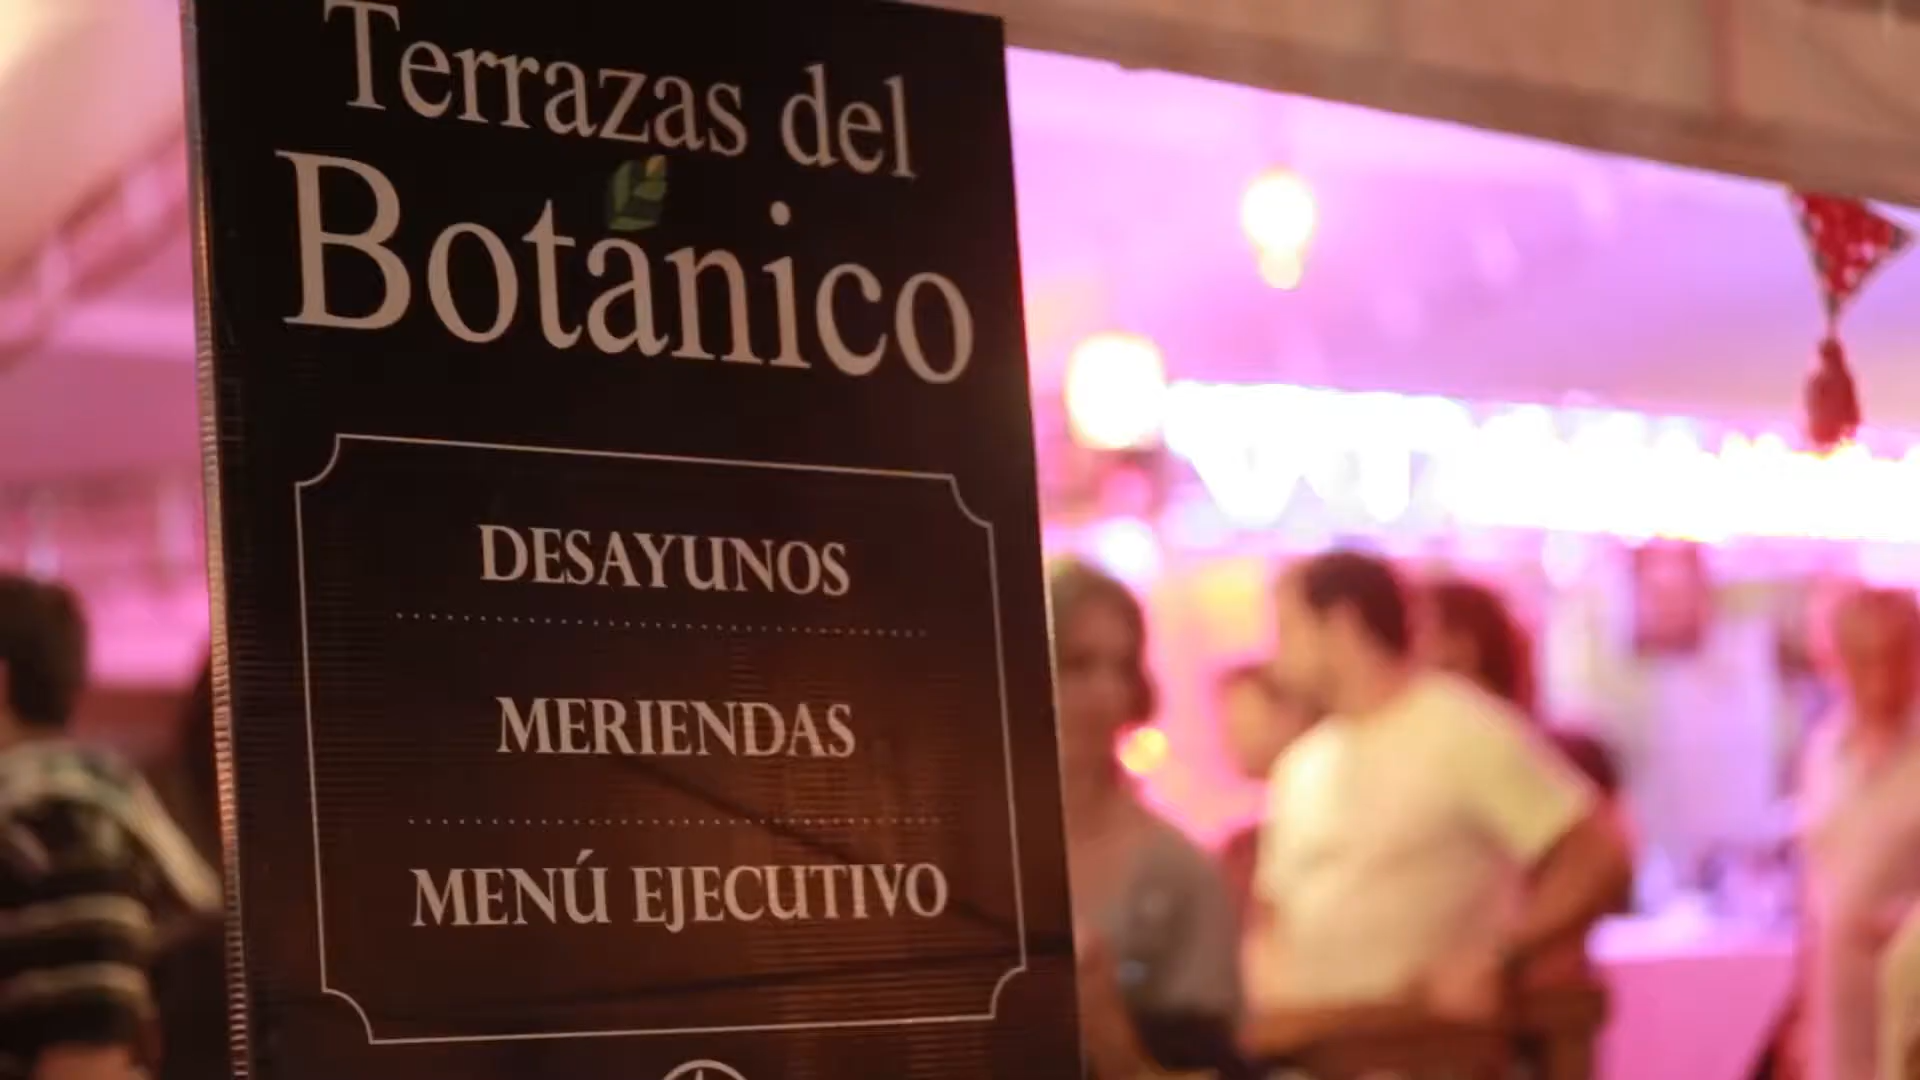 Terrazas del
Botánico
DESAYUNOS
MERIENDAS
MENÚ EJECUTIVO